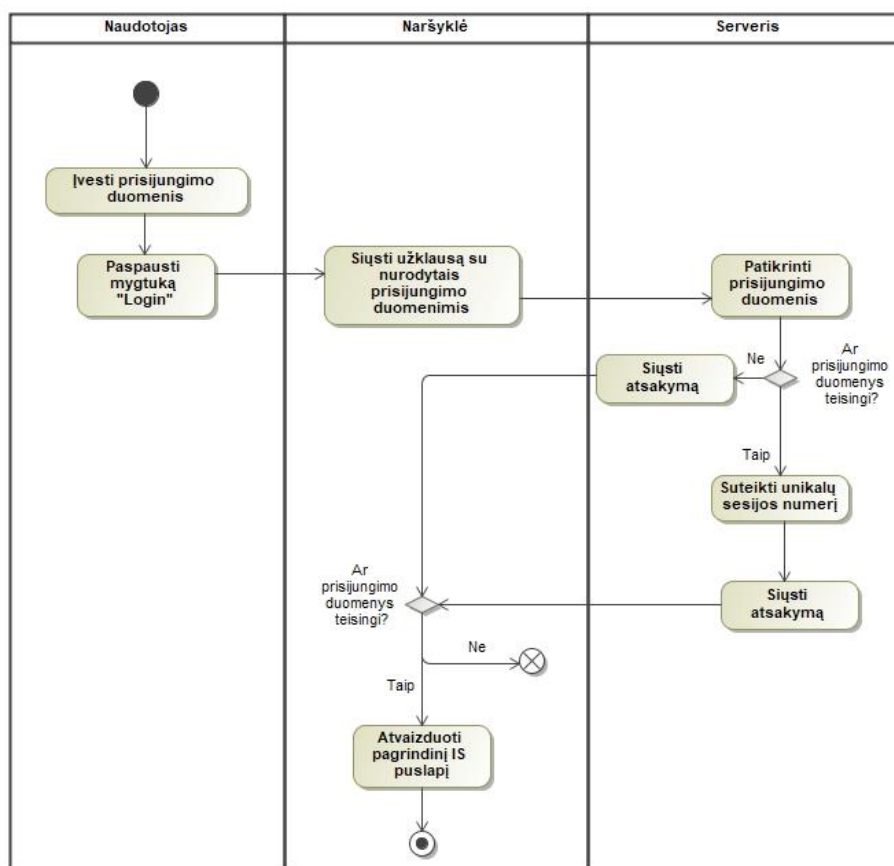 Naudotojas
Naršyklė
Serveris
Įvesti prisijungimo
duomenis
Paspausti
mygtuką
"Login"
Siųsti užklausą su
nurodytais
prisijungimo
duomenimis
Patikrinti
prisijungimo
duomenis
Ne
Ar
prisijungimo
duomenys
teisingi?
Siųsti
atsakymą
Taip
Suteikti unikalų
sesijos numerį
Siųsti
atsakymą
Ar
prisijungimo
duomenys
teisingi?
Ne
Taip
Atvaizduoti
pagrindinį IS
puslapį